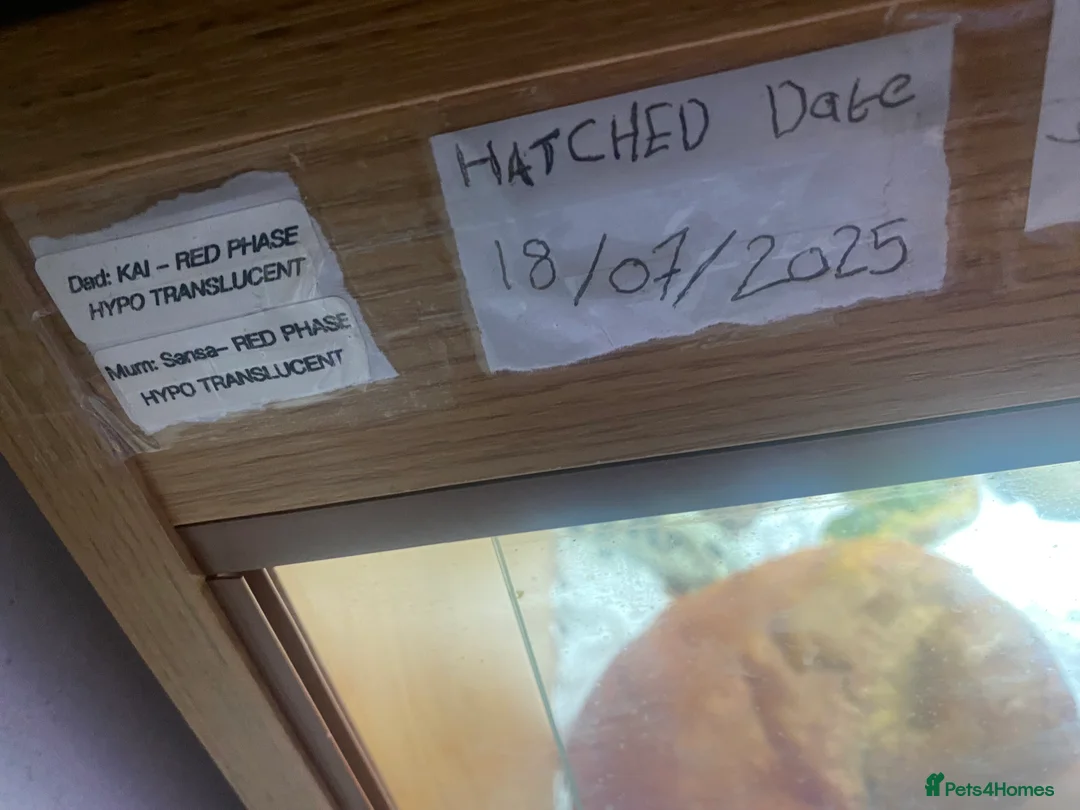 Dad: KAI – RED PHASE
HYPO TRANSLUCENT
Mum: Sansa– RED PHASE
HYPO TRANSLUCENT
HATCHED Date
18/07/2025
Pets4Homes